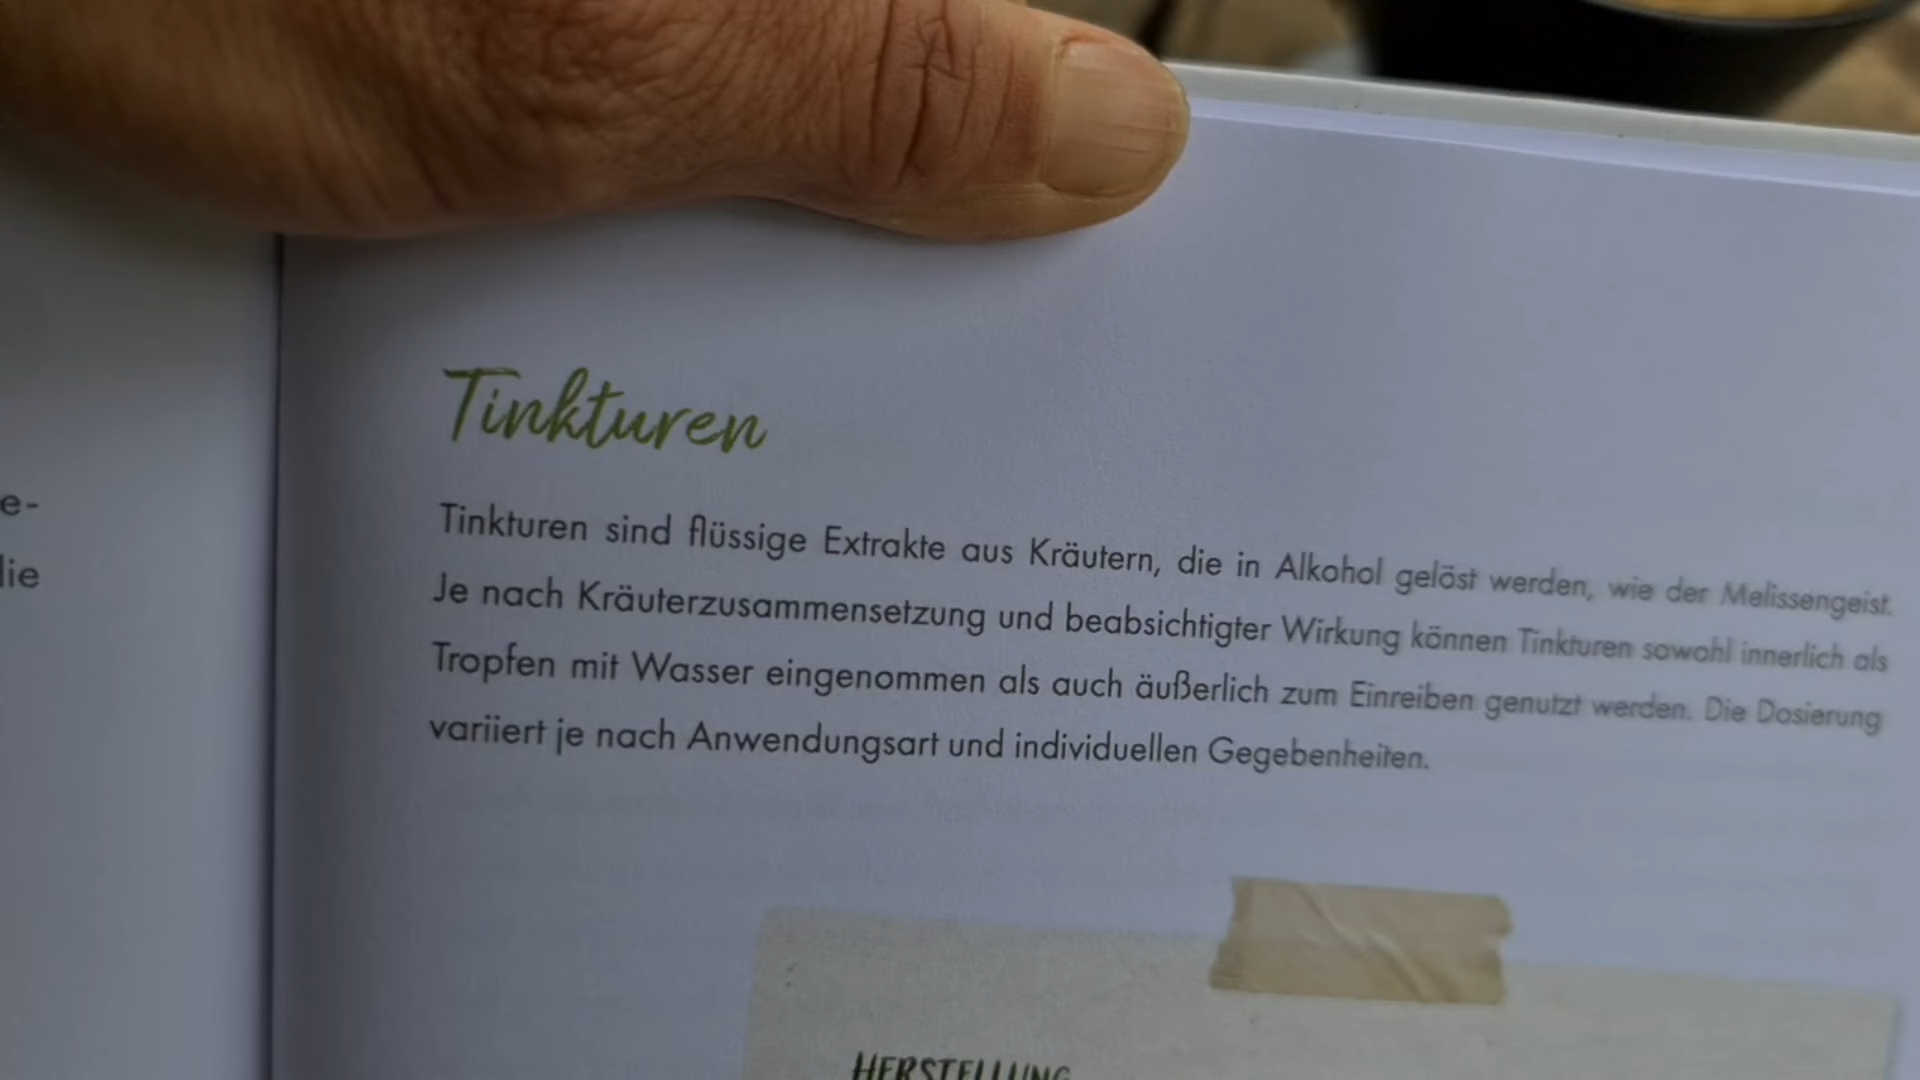 e-
lie
Tinkturen
Tinkturen sind flüssige Extrakte aus Kräutern, die in Alkohol gelöst werden, wie der Melissengeist.
Je nach Kräuterzusammensetzung und beabsichtigter Wirkung können Tinkturen sowohl innerlich als
Tropfen mit Wasser eingenommen als auch äußerlich zum Einreiben genutzt werden. Die Dosierung
variiert je nach Anwendungsart und individuellen Gegebenheiten.
HERSTELLUNG